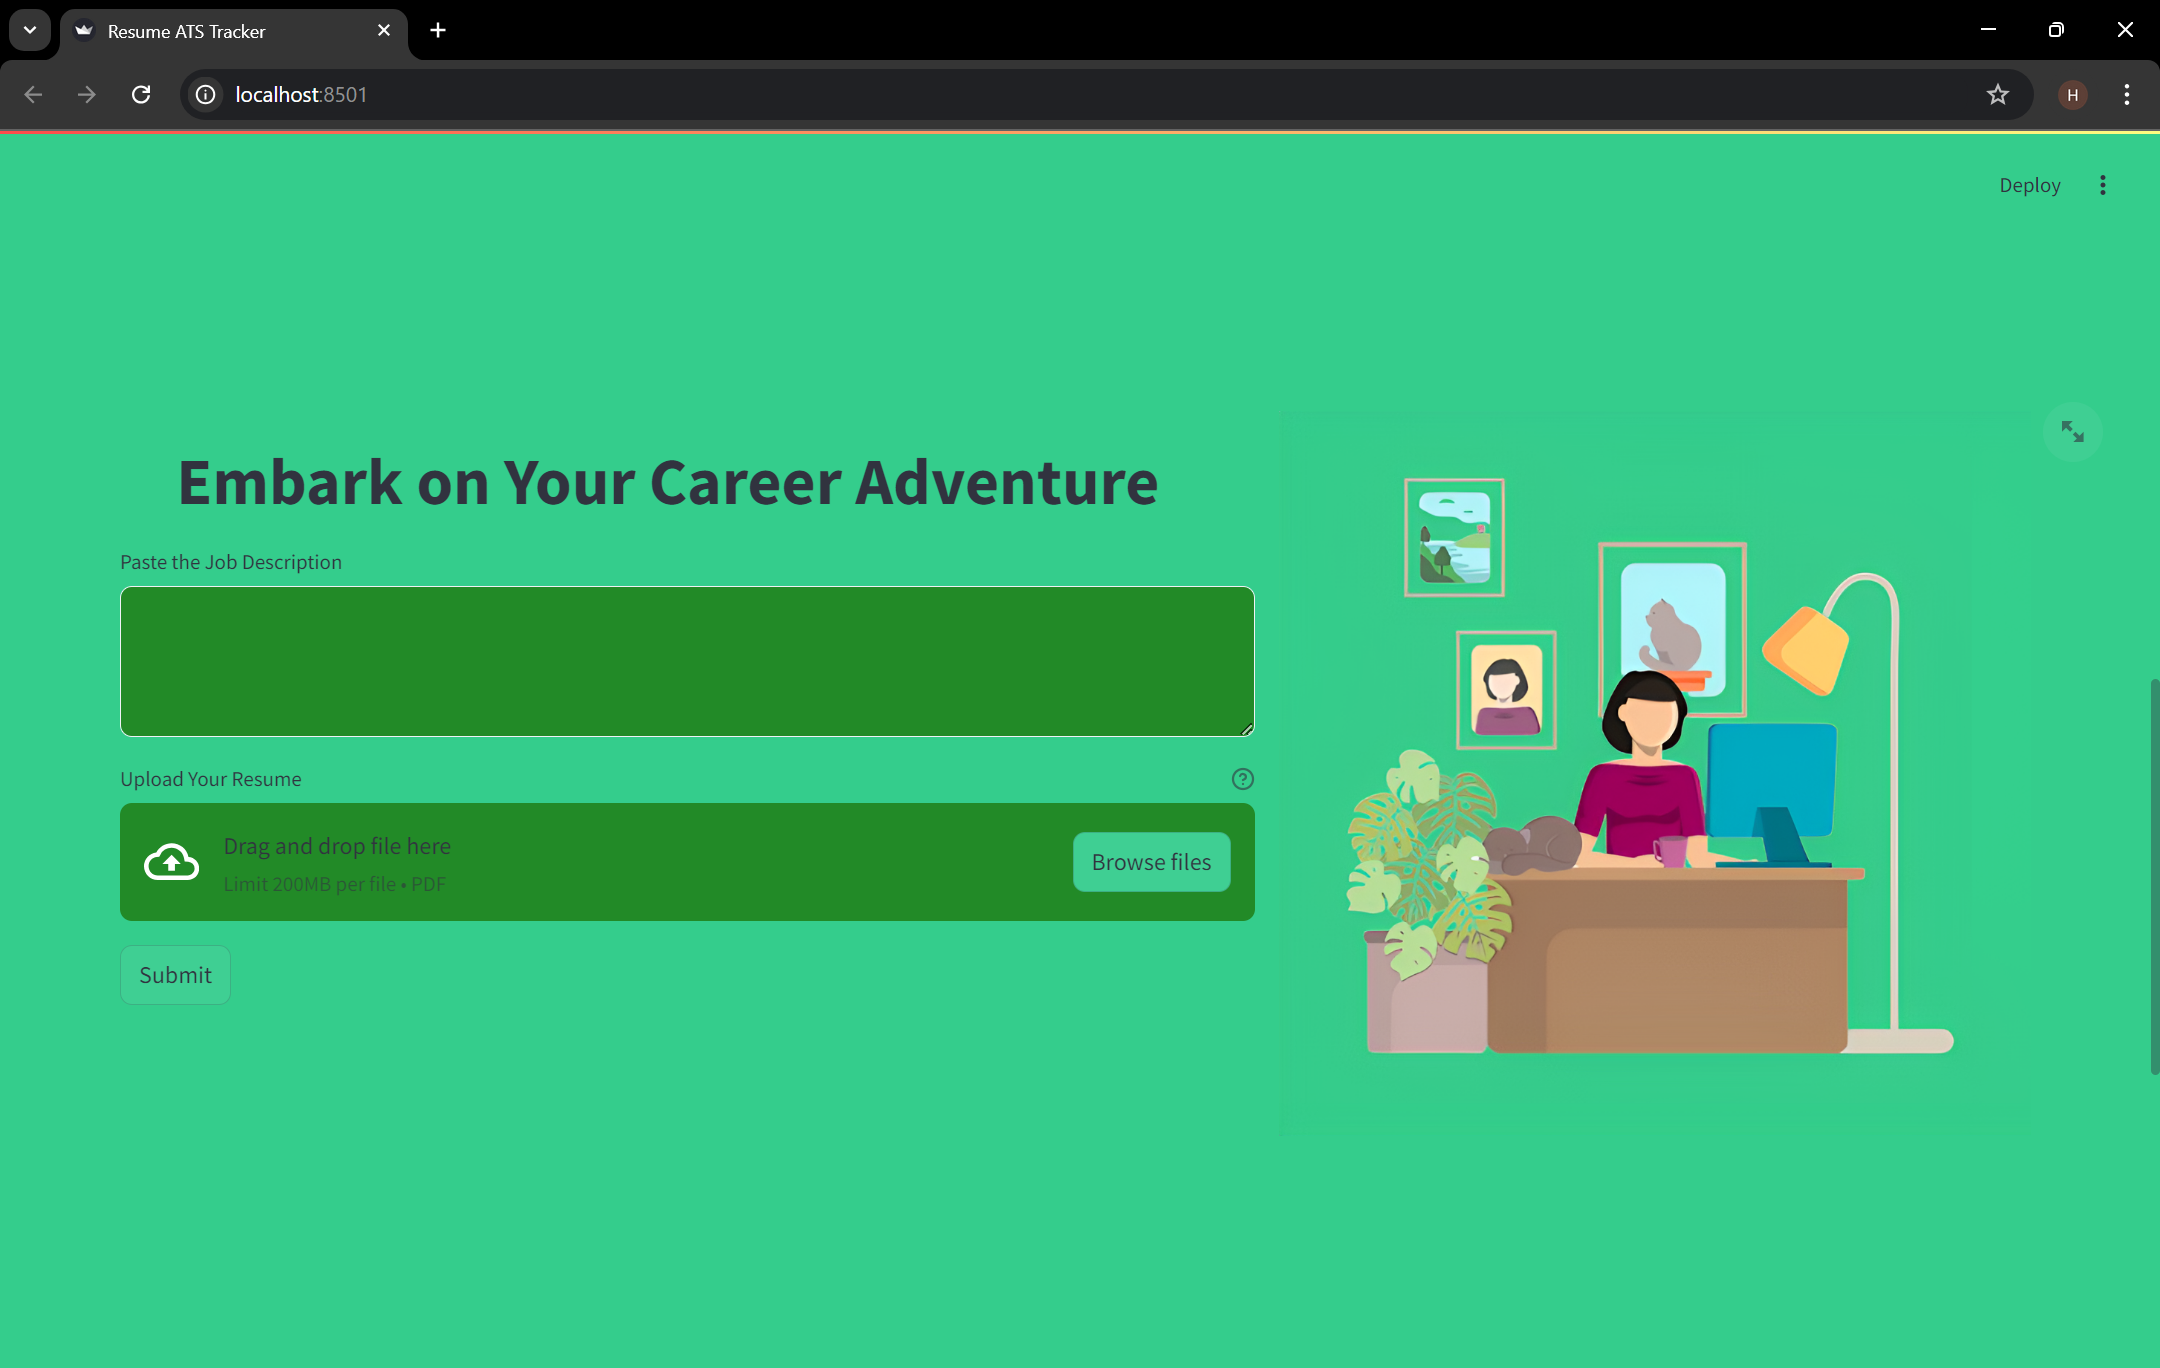 Resume ATS Tracker
localhost:8501
H
Deploy
Embark on Your Career Adventure
Paste the Job Description
Upload Your Resume
Drag and drop file here
Limit 200MB per file • PDF
Browse files
Submit